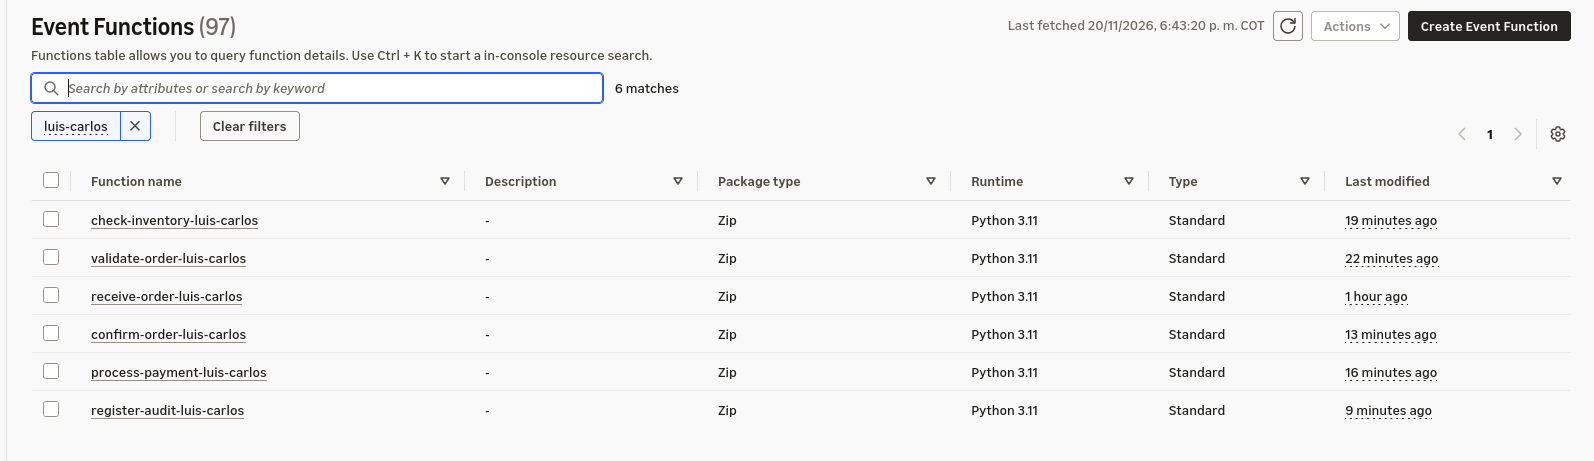 Event Functions (97)
Last fetched 20/11/2026, 6:43:20 p. m. COT
Actions
Create Event Function
Functions table allows you to query function details. Use Ctrl + K to start a in-console resource search.
Search by attributes or search by keyword
6 matches
luis-carlos
Clear filters
1
Function name Description Package type Runtime Type Last modified
check-inventory-luis-carlos - Zip Python 3.11 Standard 19 minutes ago
validate-order-luis-carlos - Zip Python 3.11 Standard 22 minutes ago
receive-order-luis-carlos - Zip Python 3.11 Standard 1 hour ago
confirm-order-luis-carlos - Zip Python 3.11 Standard 13 minutes ago
process-payment-luis-carlos - Zip Python 3.11 Standard 16 minutes ago
register-audit-luis-carlos - Zip Python 3.11 Standard 9 minutes ago